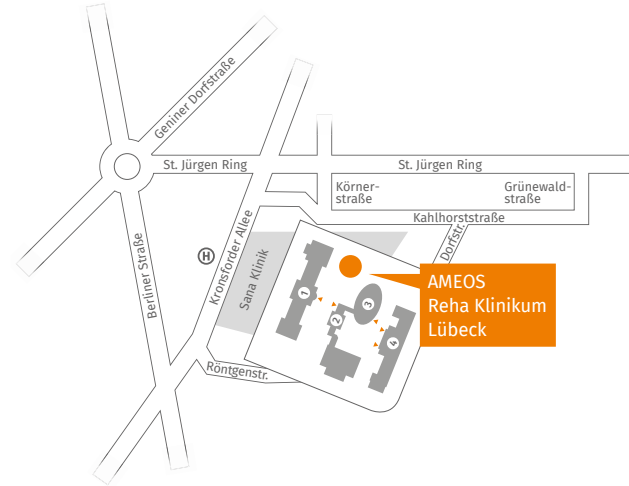 Geniner Dorfstraße
St. Jürgen Ring
St. Jürgen Ring
Körner-
straße
Grünewald-
straße
Kahlhorststraße
Dorfstr.
Kronsforder Allee
Berliner Straße
H
Sana Klinik
1
2
3
4
AMEOS
Reha Klinikum
Lübeck
Röntgenstr.